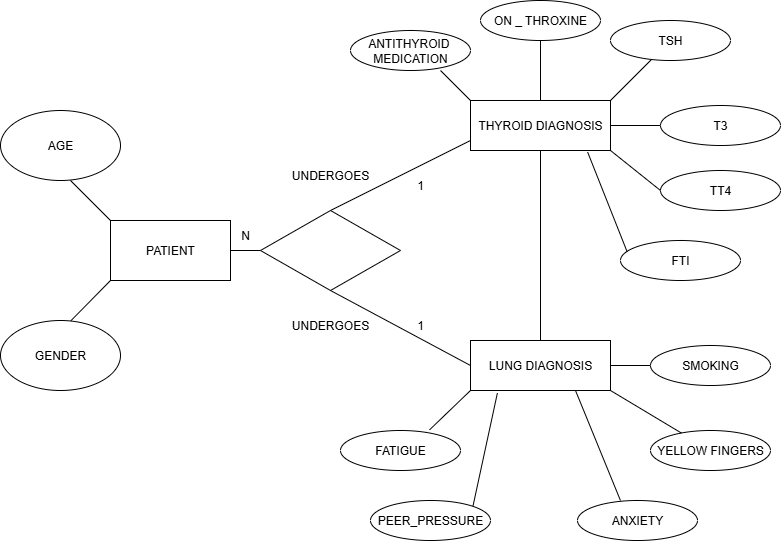 ON _ THROXINE
ANTITHYROID
MEDICATION
TSH
THYROID DIAGNOSIS
T3
AGE
UNDERGOES
1
TT4
N
PATIENT
FTI
UNDERGOES
1
GENDER
LUNG DIAGNOSIS
SMOKING
FATIGUE
YELLOW FINGERS
PEER_PRESSURE
ANXIETY